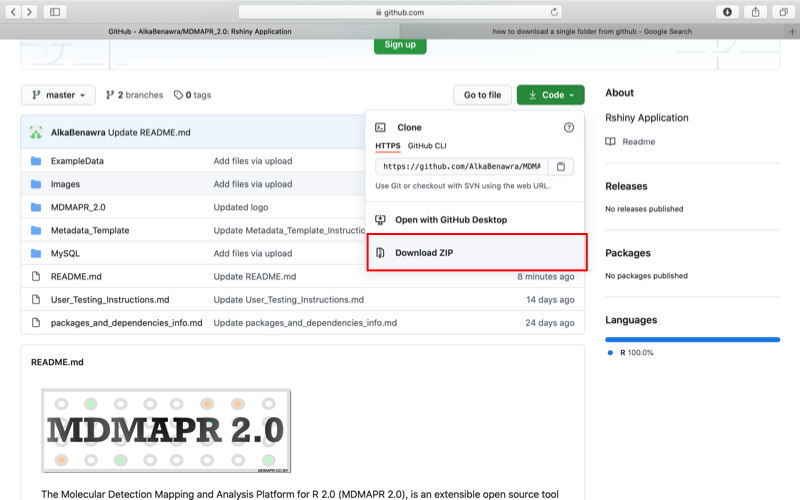 github.com
GitHub - AlkaBenawra/MDMAPR_2.0: Rshiny Application
how to download a single folder from github - Google Search
Sign up
master
2 branches
0 tags
Go to file
Code
About
Rshiny Application
Readme
Releases
No releases published
Packages
No packages published
Languages
R 100.0%
AlkaBenawra Update README.md
ExampleData Add files via upload
Images Add files via upload
MDMAPR_2.0 Updated logo
Metadata_Template Update Metadata_Template_Instructio
MySQL Add files via upload
README.md Update README.md 8 minutes ago
User_Testing_Instructions.md Update User_Testing_Instructions.md 14 days ago
packages_and_dependencies_info.md Update packages_and_dependencies_info.md 24 days ago
Clone
HTTPS GitHub CLI
https://github.com/AlkaBenawra/MDMA
Use Git or checkout with SVN using the web URL.
Open with GitHub Desktop
Download ZIP
README.md
MDMAPR 2.0
MDMAPR-CC-BY
The Molecular Detection Mapping and Analysis Platform for R 2.0 (MDMAPR 2.0), is an extensible open source tool